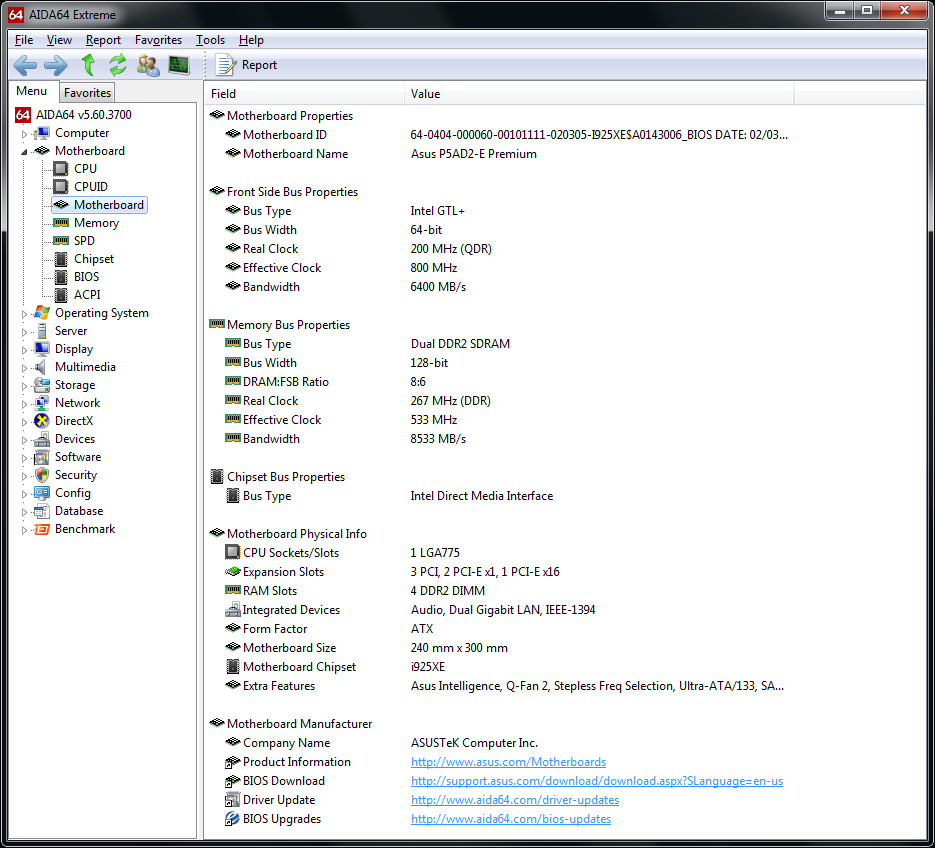 AIDA64 Extreme
File View Report Favorites Tools Help
Report
Menu Favorites
Field Value
64 AIDA64 v5.60.3700
Computer
Motherboard
CPU
CPUID
Motherboard
Memory
SPD
Chipset
BIOS
ACPI
Operating System
Server
Display
Multimedia
Storage
Network
DirectX
Devices
Software
Security
Config
Database
Benchmark
Motherboard Properties
Motherboard ID 64-0404-000060-00101111-020305-I925XE$A0143006_BIOS DATE: 02/03...
Motherboard Name Asus P5AD2-E Premium
Front Side Bus Properties
Bus Type Intel GTL+
Bus Width 64-bit
Real Clock 200 MHz (QDR)
Effective Clock 800 MHz
Bandwidth 6400 MB/s
Memory Bus Properties
Bus Type Dual DDR2 SDRAM
Bus Width 128-bit
DRAM:FSB Ratio 8:6
Real Clock 267 MHz (DDR)
Effective Clock 533 MHz
Bandwidth 8533 MB/s
Chipset Bus Properties
Bus Type Intel Direct Media Interface
Motherboard Physical Info
CPU Sockets/Slots 1 LGA775
Expansion Slots 3 PCI, 2 PCI-E x1, 1 PCI-E x16
RAM Slots 4 DDR2 DIMM
Integrated Devices Audio, Dual Gigabit LAN, IEEE-1394
Form Factor ATX
Motherboard Size 240 mm x 300 mm
Motherboard Chipset i925XE
Extra Features Asus Intelligence, Q-Fan 2, Stepless Freq Selection, Ultra-ATA/133, SA...
Motherboard Manufacturer
Company Name ASUSTeK Computer Inc.
Product Information http://www.asus.com/Motherboards
BIOS Download http://support.asus.com/download/download.aspx?SLanguage=en-us
Driver Update http://www.aida64.com/driver-updates
BIOS Upgrades http://www.aida64.com/bios-updates